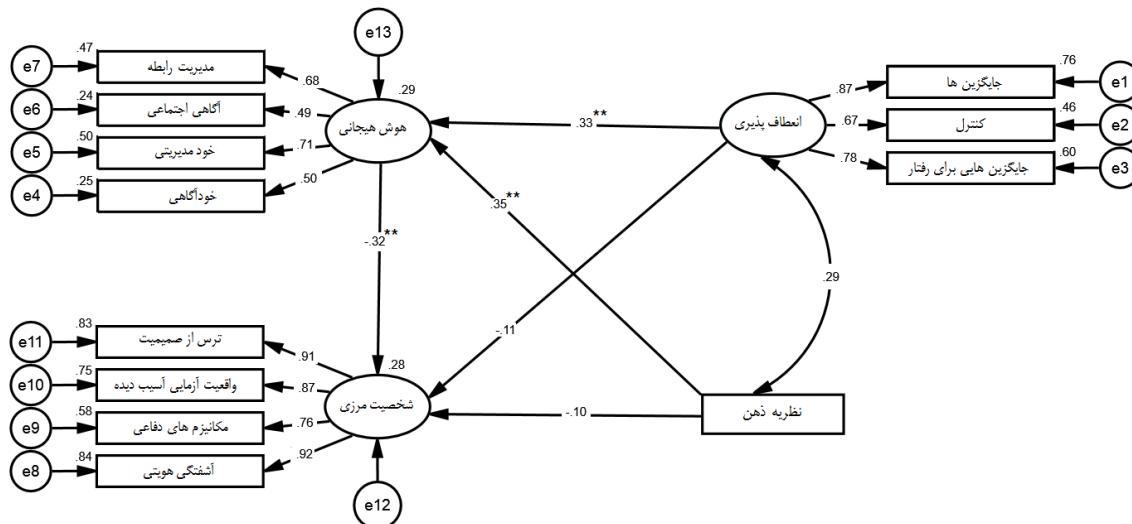 e13
.47
e7
مدیریت رابطه
.68
.24
e6
آگاهی اجتماعی
.49
.50
e5
خود مدیریتی
.71
.25
e4
خودآگاهی
.50
.29
هوش هیجانی
.33**
انعطاف پذیری
.87
.76
جایگزین ها
e1
.67
.46
کنترل
e2
.78
.60
جایگزین هایی برای رفتار
e3
.35**
-.32**
.29
-.11
.83
e11
ترس از صمیمیت
.91
.75
e10
واقعیت آزمایی آسیب دیده
.87
.58
e9
مکانیزم های دفاعی
.76
.84
e8
آشفتگی هویتی
.92
.28
شخصیت مرزی
-.10
نظریه ذهن
e12